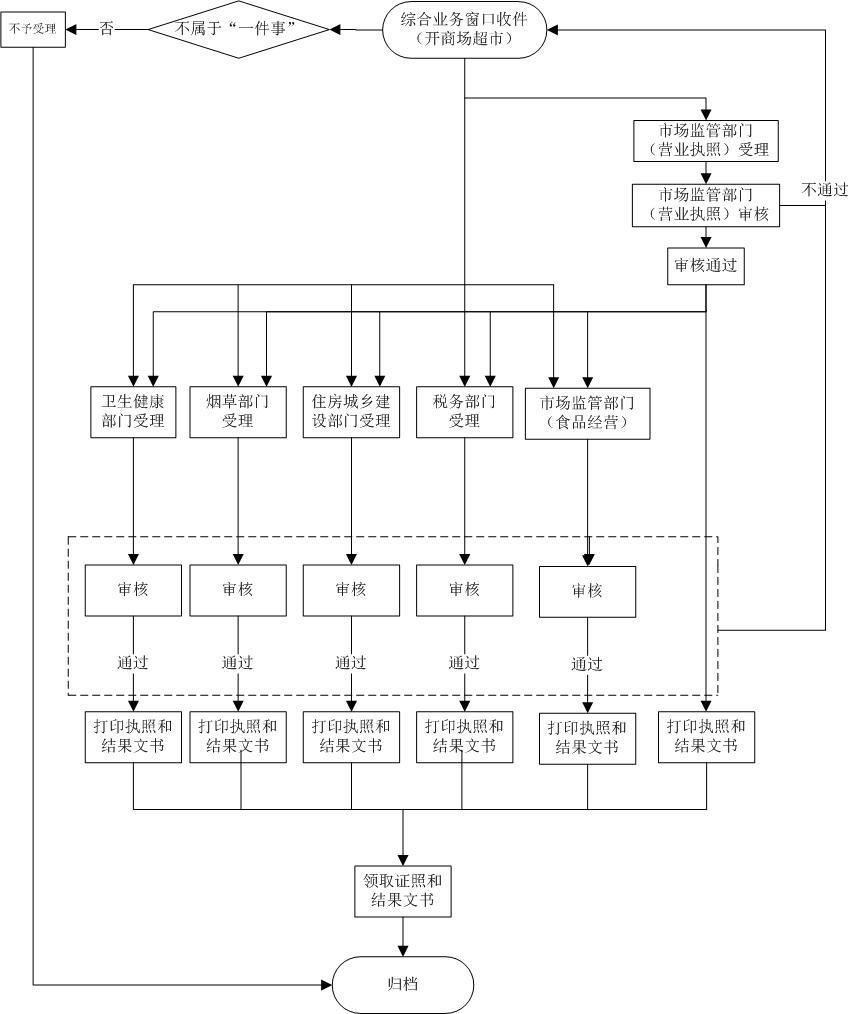 不予受理
否
不属于“一件事”
综合业务窗口收件
（开商场超市）
市场监管部门
（营业执照）受理
市场监管部门
（营业执照）审核
不通过
审核通过
卫生健康
部门受理
烟草部门
受理
住房城乡建
设部门受理
税务部门
受理
市场监管部门
（食品经营）
审核
审核
审核
审核
审核
通过
通过
通过
通过
通过
打印执照和
结果文书
打印执照和
结果文书
打印执照和
结果文书
打印执照和
结果文书
打印执照和
结果文书
打印执照和
结果文书
领取证照和
结果文书
归档